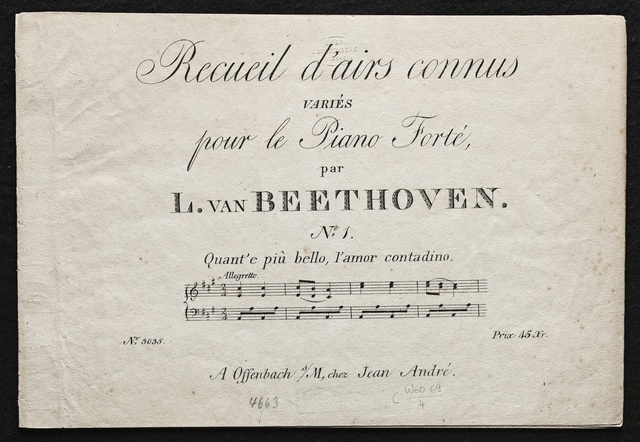 Recueil d'airs connus
VARIÉS
pour le Piano Forté,
par
L. VAN BEETHOVEN.
No. 1.
Quant'e più bello, l'amor contadino.
Allegretto.
No. 3035.
Prix 45 Xr.
A Offenbach s/M, chez Jean André.
4663
(WoO 69
4